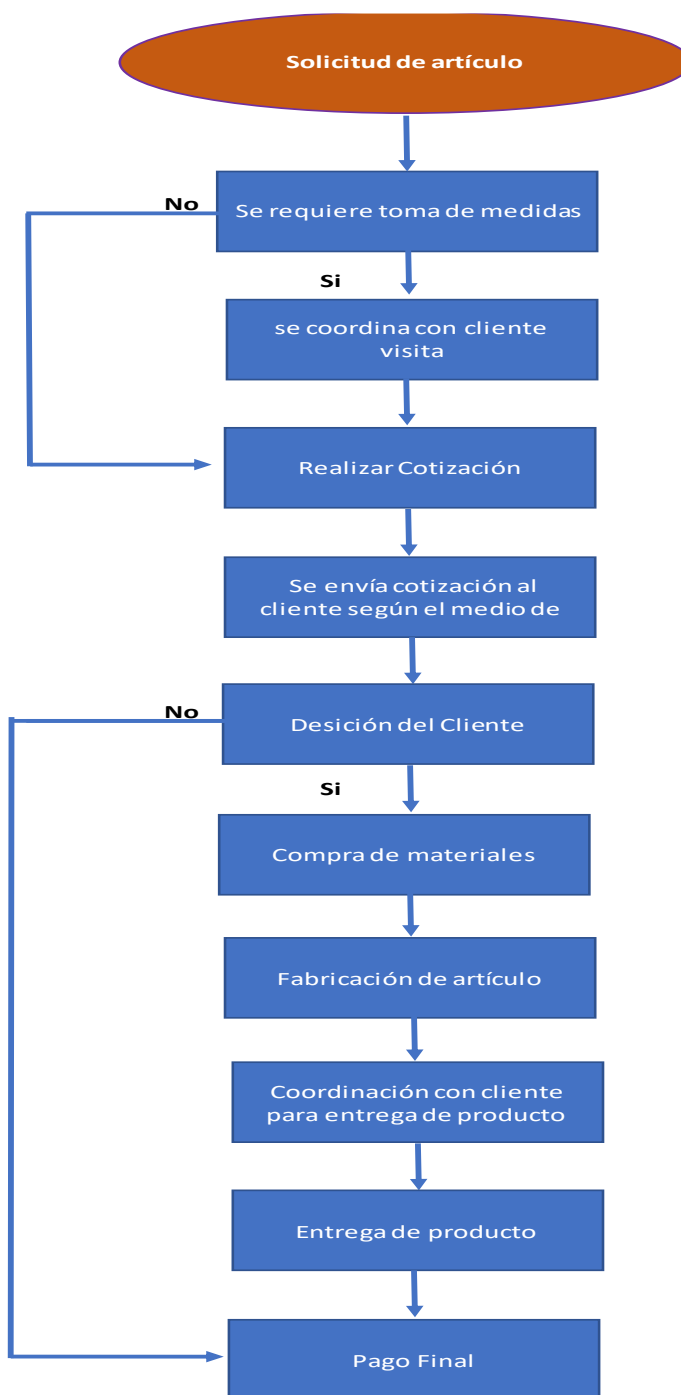 Solicitud de artículo
No
Se requiere toma de medidas
Si
se coordina con cliente
visita
Realizar Cotización
Se envía cotización al
cliente según el medio de
No
Desición del Cliente
Si
Compra de materiales
Fabricación de artículo
Coordinación con cliente
para entrega de producto
Entrega de producto
Pago Final